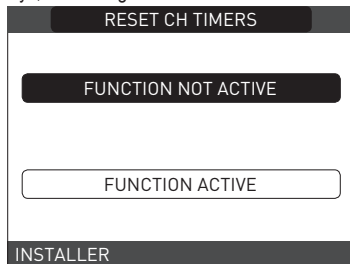 RESET CH TIMERS
FUNCTION NOT ACTIVE
FUNCTION ACTIVE
INSTALLER